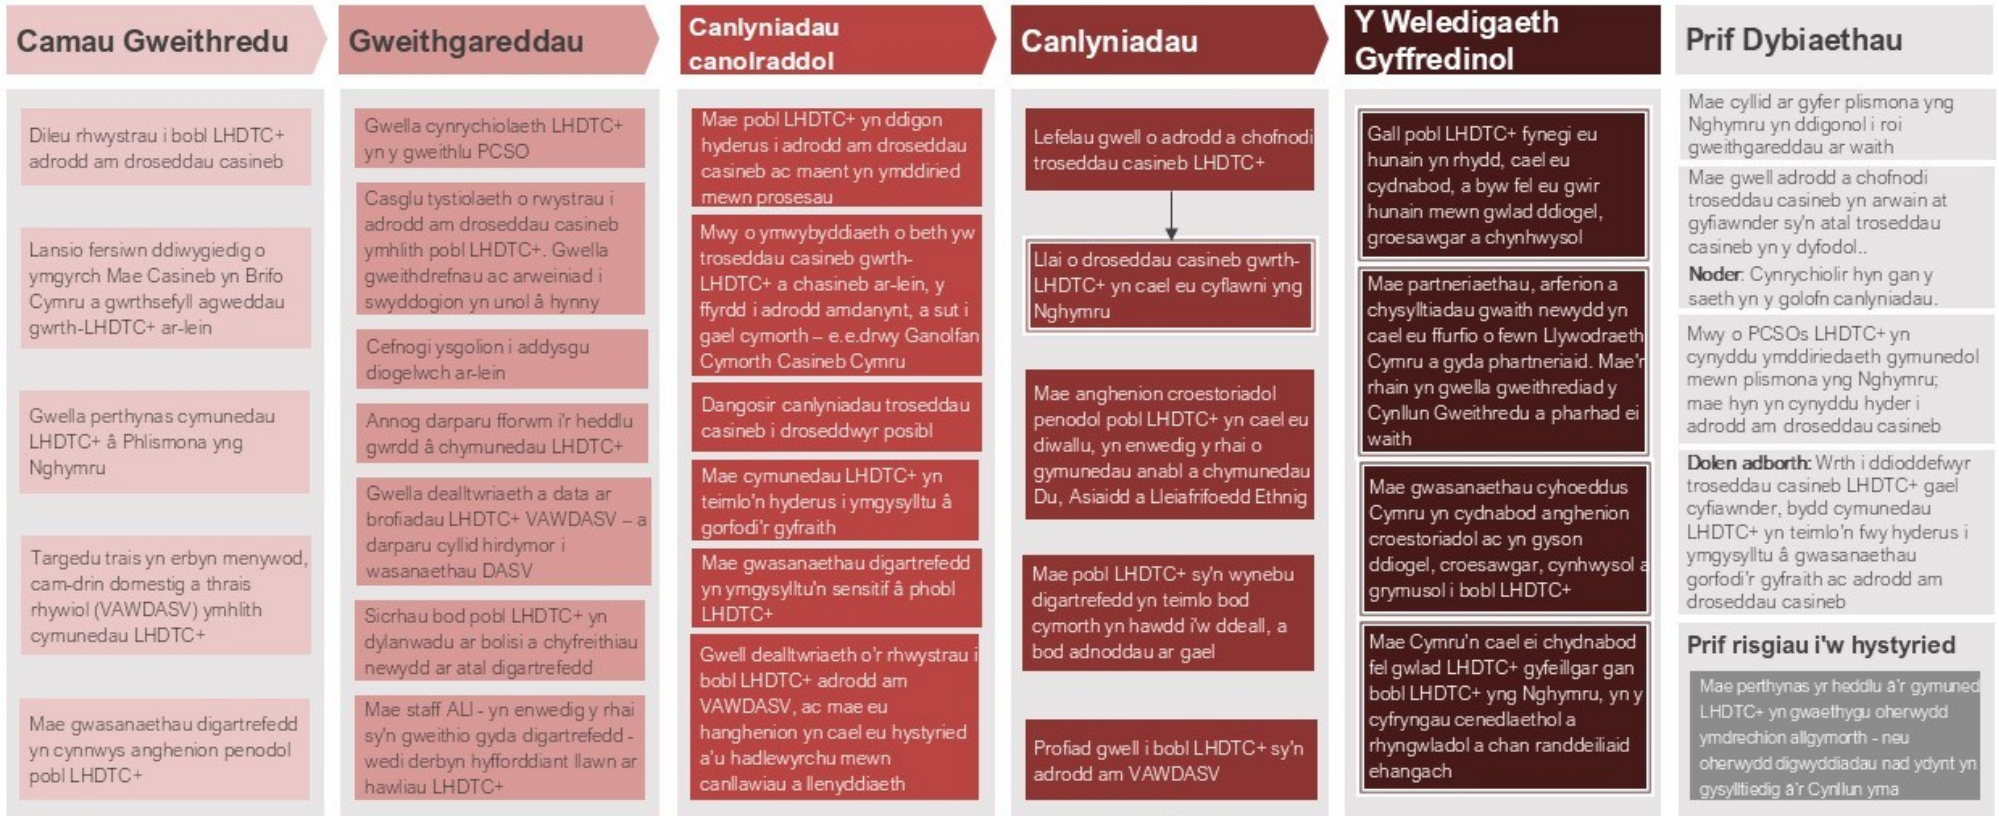 Camau Gweithredu
Dileu rhwystrau i bobl LHDTC+
adrodd am droseddau casineb
Lansio fersiwn ddiwygiedig o
ymgyrch Mae Casineb yn Brifo
Cymru a gwrthsefyll agweddau
gwrth-LHDTC+ ar-lein
Gwella perthynas cymunedau
LHDTC+ â Phlismona yng
Nghymru
Targedu trais yn erbyn menywod,
cam-drin domestig a thrais
rhywiol (VAWDASV) ymhlith
cymunedau LHDTC+
Mae gwasanaethau digartrefedd
yn cynnwys anghenion penodol
pobl LHDTC+
Gweithgareddau
Gwella cynrychiolaeth LHDTC+
yn y gweithlu PCSO
Casglu tystiolaeth o rwystrau i
adrodd am droseddau casineb
ymhlith pobl LHDTC+. Gwella
gweithdrefnau ac arweiniad i
swyddogion yn unol â hynny
Cefnogi ysgolion i addysgu
diogelwch ar-lein
Annog darparu fforwm i'r heddlu
gwrdd â chymunedau LHDTC+
Gwella dealltwriaeth a data ar
brofiadau LHDTC+ VAWDASV – a
darparu cyllid hirdymor i
wasanaethau DASV
Sicrhau bod pobl LHDTC+ yn
dylanwadu ar bolisi a chyfreithiau
newydd ar atal digartrefedd
Mae staff ALl - yn enwedig y rhai
sy'n gweithio gyda digartrefedd -
wedi derbyn hyfforddiant llawn ar
hawliau LHDTC+
Canlyniadau
canolraddol
Mae pobl LHDTC+ yn ddigon
hyderus i adrodd am droseddau
casineb ac maent yn ymddiried
mewn prosesau
Mwy o ymwybyddiaeth o beth yw
troseddau casineb gwrth-
LHDTC+ a chasineb ar-lein, y
ffyrdd i adrodd amdanynt, a sut i
gael cymorth – e.e.drwy Ganolfan
Cymorth Casineb Cymru
Dangosir canlyniadau troseddau
casineb i droseddwyr posibl
Mae cymunedau LHDTC+ yn
teimlo'n hyderus i ymgysylltu â
gorfodi'r gyfraith
Mae gwasanaethau digartrefedd
yn ymgysylltu'n sensitif â phobl
LHDTC+
Gwell dealltwriaeth o'r rhwystrau i
bobl LHDTC+ adrodd am
VAWDASV, ac mae eu
hanghenion yn cael eu hystyried
a'u hadlewyrchu mewn
canllawiau a llenyddiaeth
Canlyniadau
Lefelau gwell o adrodd a chofnodi
troseddau casineb LHDTC+
Llai o droseddau casineb gwrth-
LHDTC+ yn cael eu cyflawni yng
Nghymru
Mae anghenion croestoriadol
penodol pobl LHDTC+ yn cael eu
diwallu, yn enwedig y rhai o
gymunedau anabl a chymunedau
Du, Asiaidd a Lleiafrifoedd Ethnig
Mae pobl LHDTC+ sy'n wynebu
digartrefedd yn teimlo bod
cymorth yn hawdd i'w ddeall, a
bod adnoddau ar gael
Profiad gwell i bobl LHDTC+ sy'n
adrodd am VAWDASV
Y Weledigaeth
Gyffredinol
Gall pobl LHDTC+ fynegi eu
hunain yn rhydd, cael eu
cydnabod, a byw fel eu gwir
hunain mewn gwlad ddiogel,
groesawgar a chynhwysol
Mae partneriaethau, arferion a
chysylltiadau gwaith newydd yn
cael eu ffurfio o fewn Llywodraeth
Cymru a gyda phartneriaid. Mae'r
rhain yn gwella gweithrediad y
Cynllun Gweithredu a pharhad ei
waith
Mae gwasanaethau cyhoeddus
Cymru yn cydnabod anghenion
croestoriadol ac yn gyson
ddiogel, croesawgar, cynhwysol a
grymusol i bobl LHDTC+
Mae Cymru'n cael ei chydnabod
fel gwlad LHDTC+ gyfeillgar gan
bobl LHDTC+ yng Nghymru, yn y
cyfryngau cenedlaethol a
rhyngwladol a chan randdeiliaid
ehangach
Prif Dybiaethau
Mae cyllid ar gyfer plismona yng
Nghymru yn ddigonol i roi
gweithgareddau ar waith
Mae gwell adrodd a chofnodi
troseddau casineb yn arwain at
gyfiawnder sy'n atal troseddau
casineb yn y dyfodol..
Noder: Cynrychiolir hyn gan y
saeth yn y golofn canlyniadau.
Mwy o PCSOs LHDTC+ yn
cynyddu ymddiriedaeth gymunedol
mewn plismona yng Nghymru;
mae hyn yn cynyddu hyder i
adrodd am droseddau casineb
Dolen adborth: Wrth i ddioddefwyr
troseddau casineb LHDTC+ gael
cyfiawnder, bydd cymunedau
LHDTC+ yn teimlo'n fwy hyderus i
ymgysylltu â gwasanaethau
gorfodi'r gyfraith ac adrodd am
droseddau casineb
Prif risgiau i'w hystyried
Mae perthynas yr heddlu â'r gymuned
LHDTC+ yn gwaethygu oherwydd
ymdrechion allgymorth - neu
oherwydd digwyddiadau nad ydynt yn
gysylltiedig â'r Cynllun yma